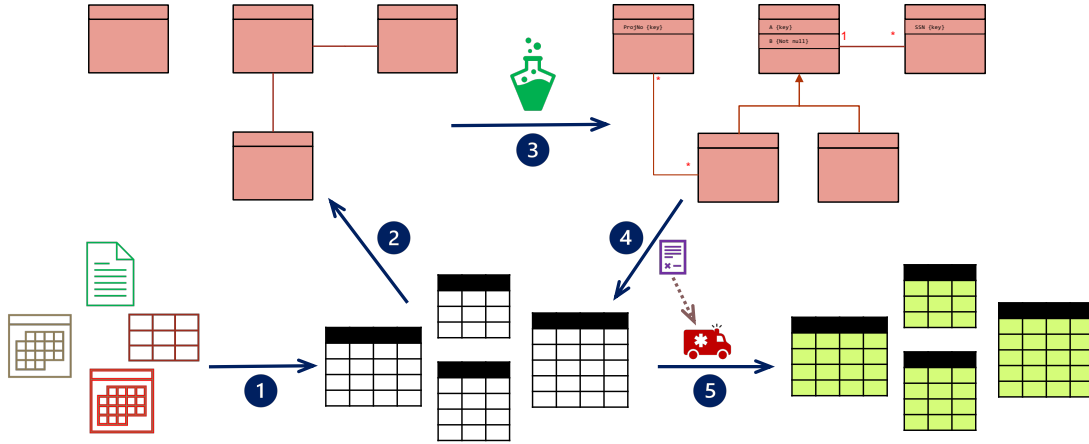 ProjNo {key}
A {key}
B {Not null}
SSN {key}
1
*
*
*
3
2
4
1
5